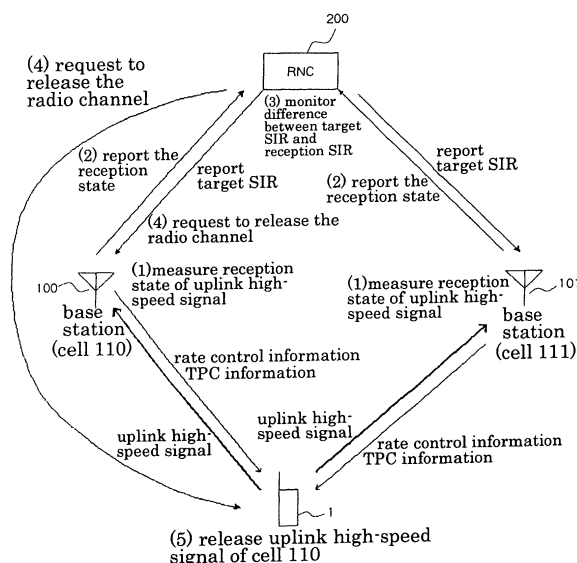 200
(4) request to
release the
radio channel
RNC
(3) monitor
difference
between target
SIR and
reception SIR
(2) report the
reception
state
report
target SIR
report
target SIR
(2) report the
reception state
(4) request to release the
radio channel
100
(1)measure reception
state of uplink high-
speed signal
base
station
(cell 110)
(1)measure reception
state of uplink high-
speed signal
101
base
station
(cell 111)
rate control information
TPC information
uplink high-
speed signal
uplink high-
speed signal
rate control information
TPC information
1
(5) release uplink high-speed
signal of cell 110